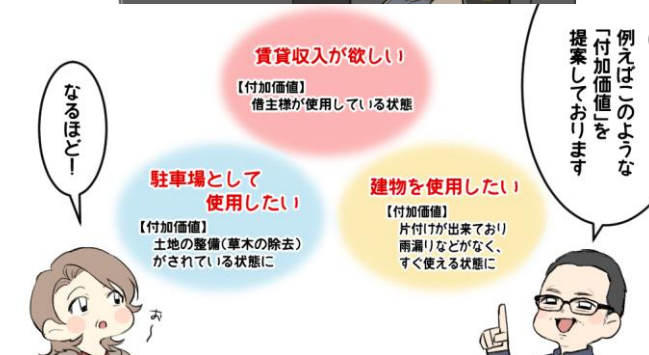 例えばこのような
「付加価値」を
提案しております
賃貸収入が欲しい
【付加価値】
借主様が使用している状態
なるほど！
駐車場として
使用したい
【付加価値】
土地の整備(草木の除去)
がされている状態に
建物を使用したい
【付加価値】
片付けが出来ており
雨漏りなどがなく、
すぐ使える状態に
お〜